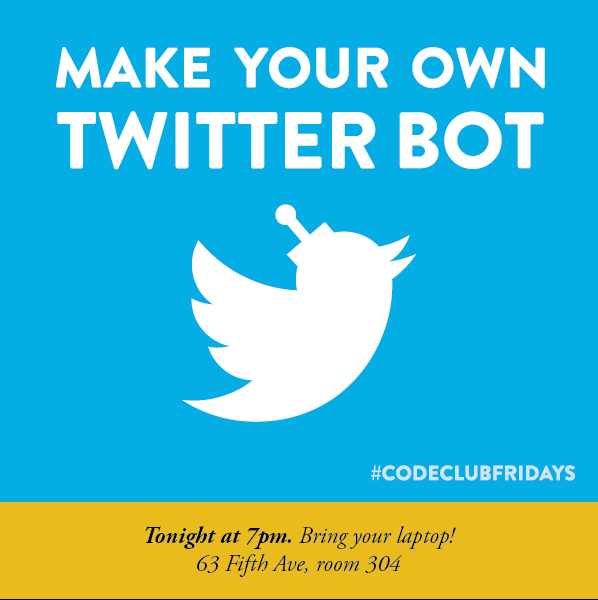 MAKE YOUR OWN
TWITTER BOT
#CODECLUBFRIDAYS
Tonight at 7pm. Bring your laptop!
63 Fifth Ave, room 304